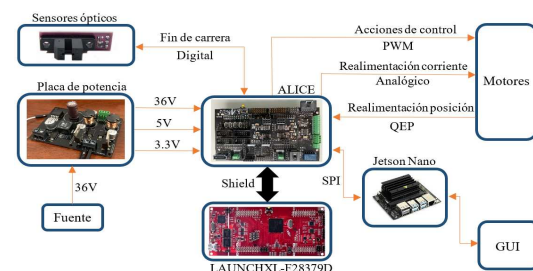 Sensores ópticos
Fin de carrera
Digital
Acciones de control
PWM
Realimentación corriente
Analógico
Realimentación posición
QEP
Motores
Placa de potencia
36V
5V
3.3V
ALICE
36V
Fuente
Shield
SPI
Jetson Nano
GUI
LAUNCHXL-F28379D